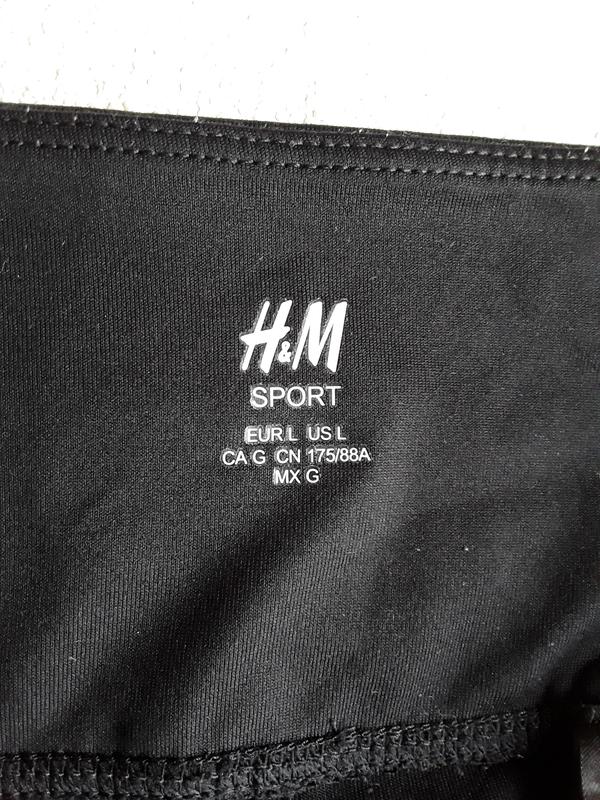 H&M
SPORT
EUR L US L
CA G CN 175/88A
MX G